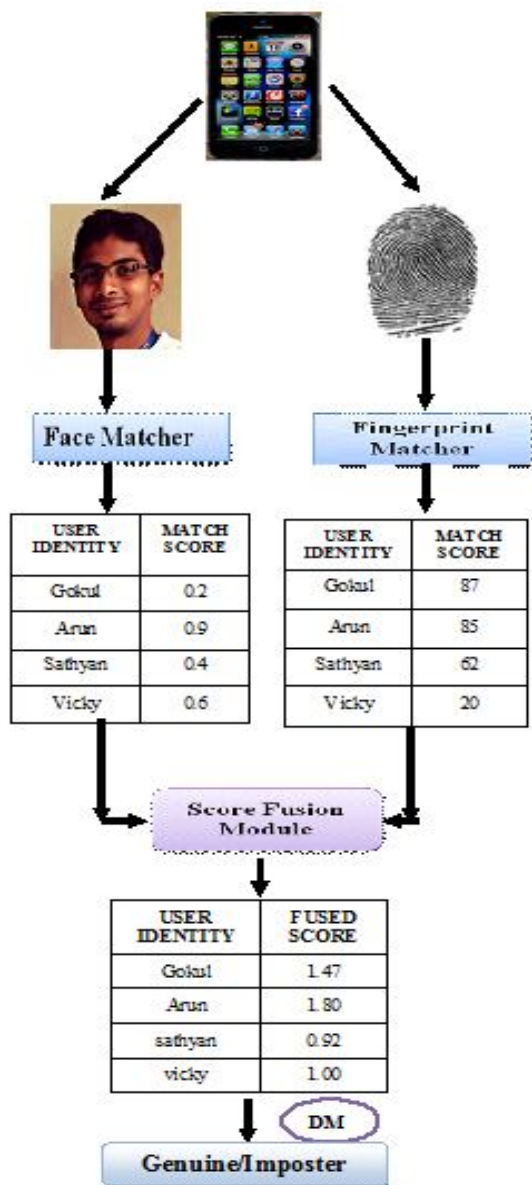 Face Matcher
Fingerprint
Matcher
USER
IDENTITY
MATCH
SCORE
Gokul
0.2
Arun
0.9
Sathyan
0.4
Vicky
0.6
USER
IDENTITY
MATCH
SCORE
Gokul
87
Arun
85
Sathyan
62
Vicky
20
Score Fusion
Module
USER
IDENTITY
FUSED
SCORE
Gokul
1.47
Arun
1.80
sathyan
0.92
vicky
1.00
DM
Genuine/Imposter